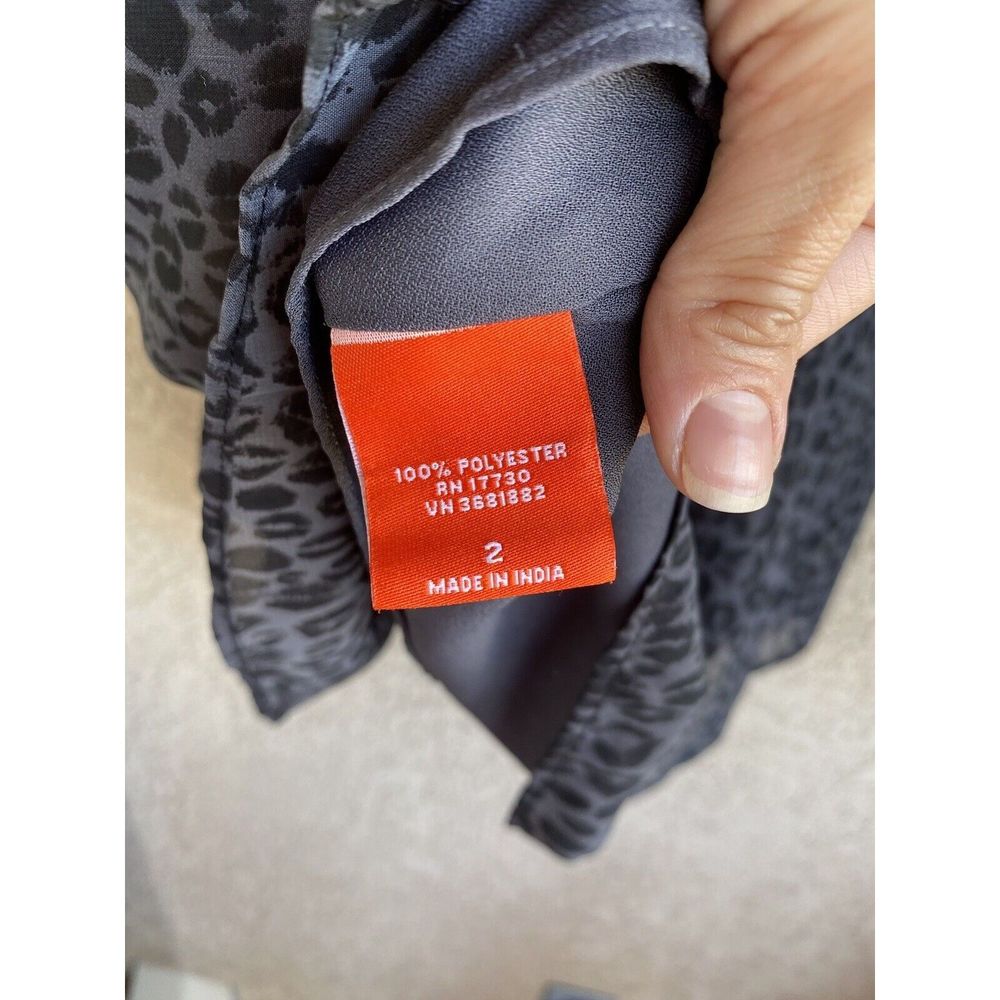 100% POLYESTER
RN 17730
VN 3681882
2
MADE IN INDIA